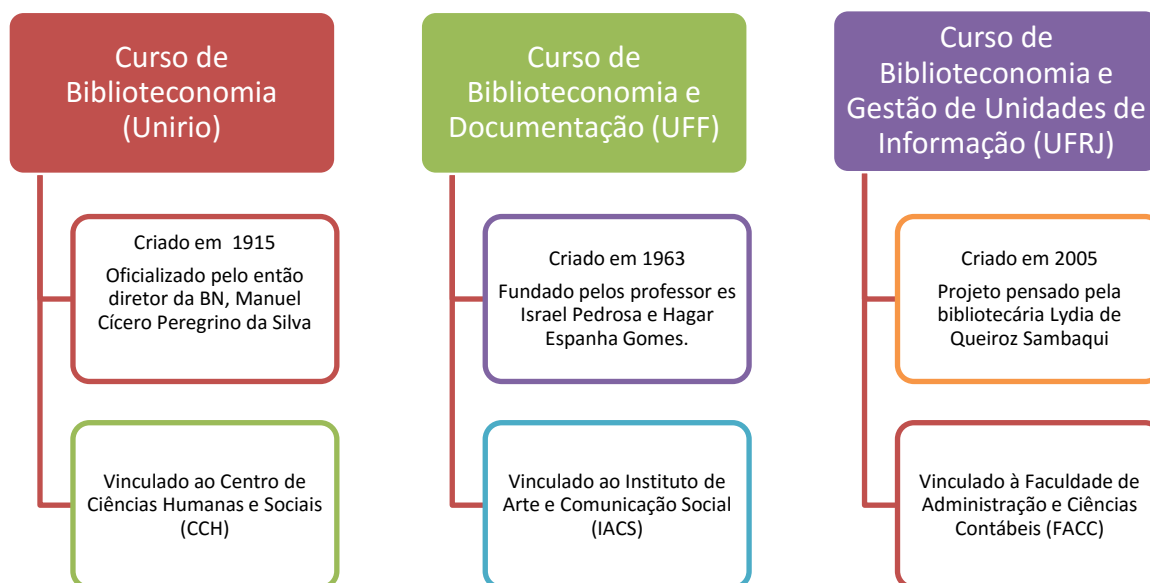 Curso de
Biblioteconomia
(Unirio)
Criado em 1915
Oficializado pelo então
diretor da BN, Manuel
Cícero Peregrino da Silva
Vinculado ao Centro de
Ciências Humanas e Sociais
(CCH)
Curso de
Biblioteconomia e
Documentação (UFF)
Criado em 1963
Fundado pelos professor es
Israel Pedrosa e Hagar
Espanha Gomes.
Vinculado ao Instituto de
Arte e Comunicação Social
(IACS)
Curso de
Biblioteconomia e
Gestão de Unidades de
Informação (UFRJ)
Criado em 2005
Projeto pensado pela
bibliotecária Lydia de
Queiroz Sambaqui
Vinculado à Faculdade de
Administração e Ciências
Contábeis (FACC)